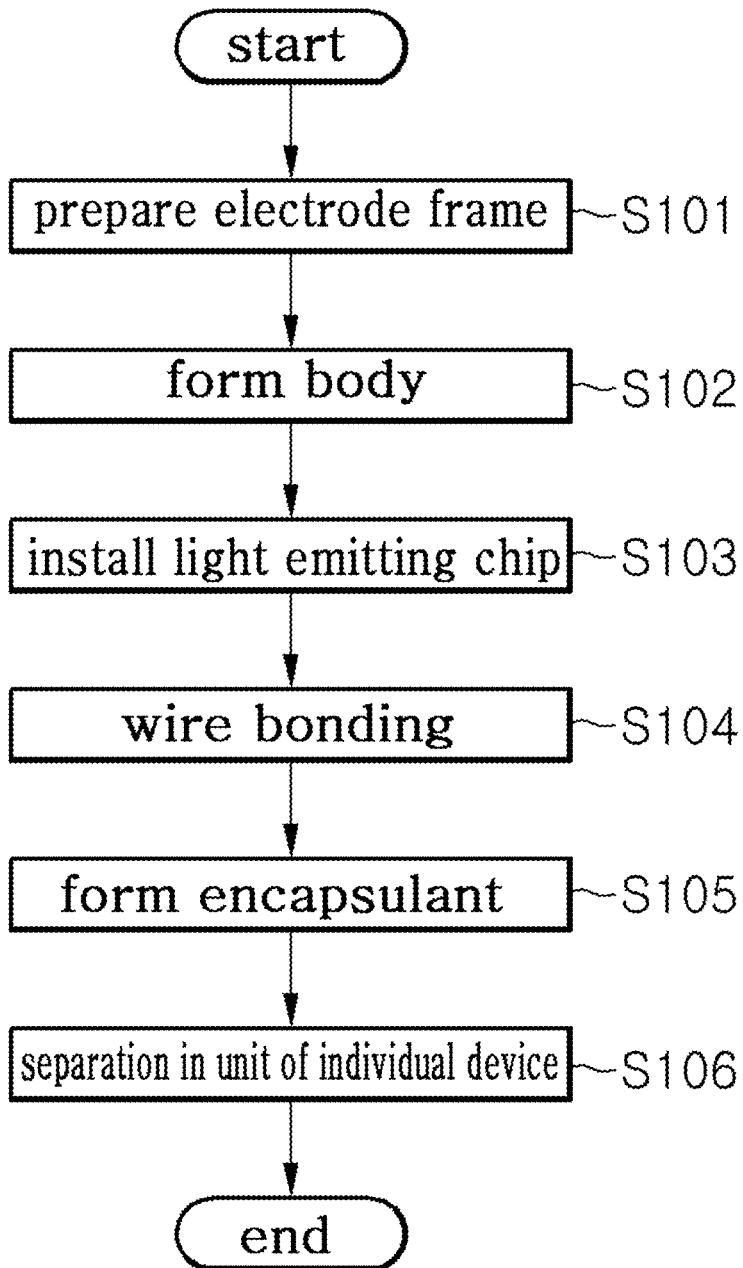 start
prepare electrode frame S101
form body S102
install light emitting chip S103
wire bonding S104
form encapsulant S105
separation in unit of individual device S106
end